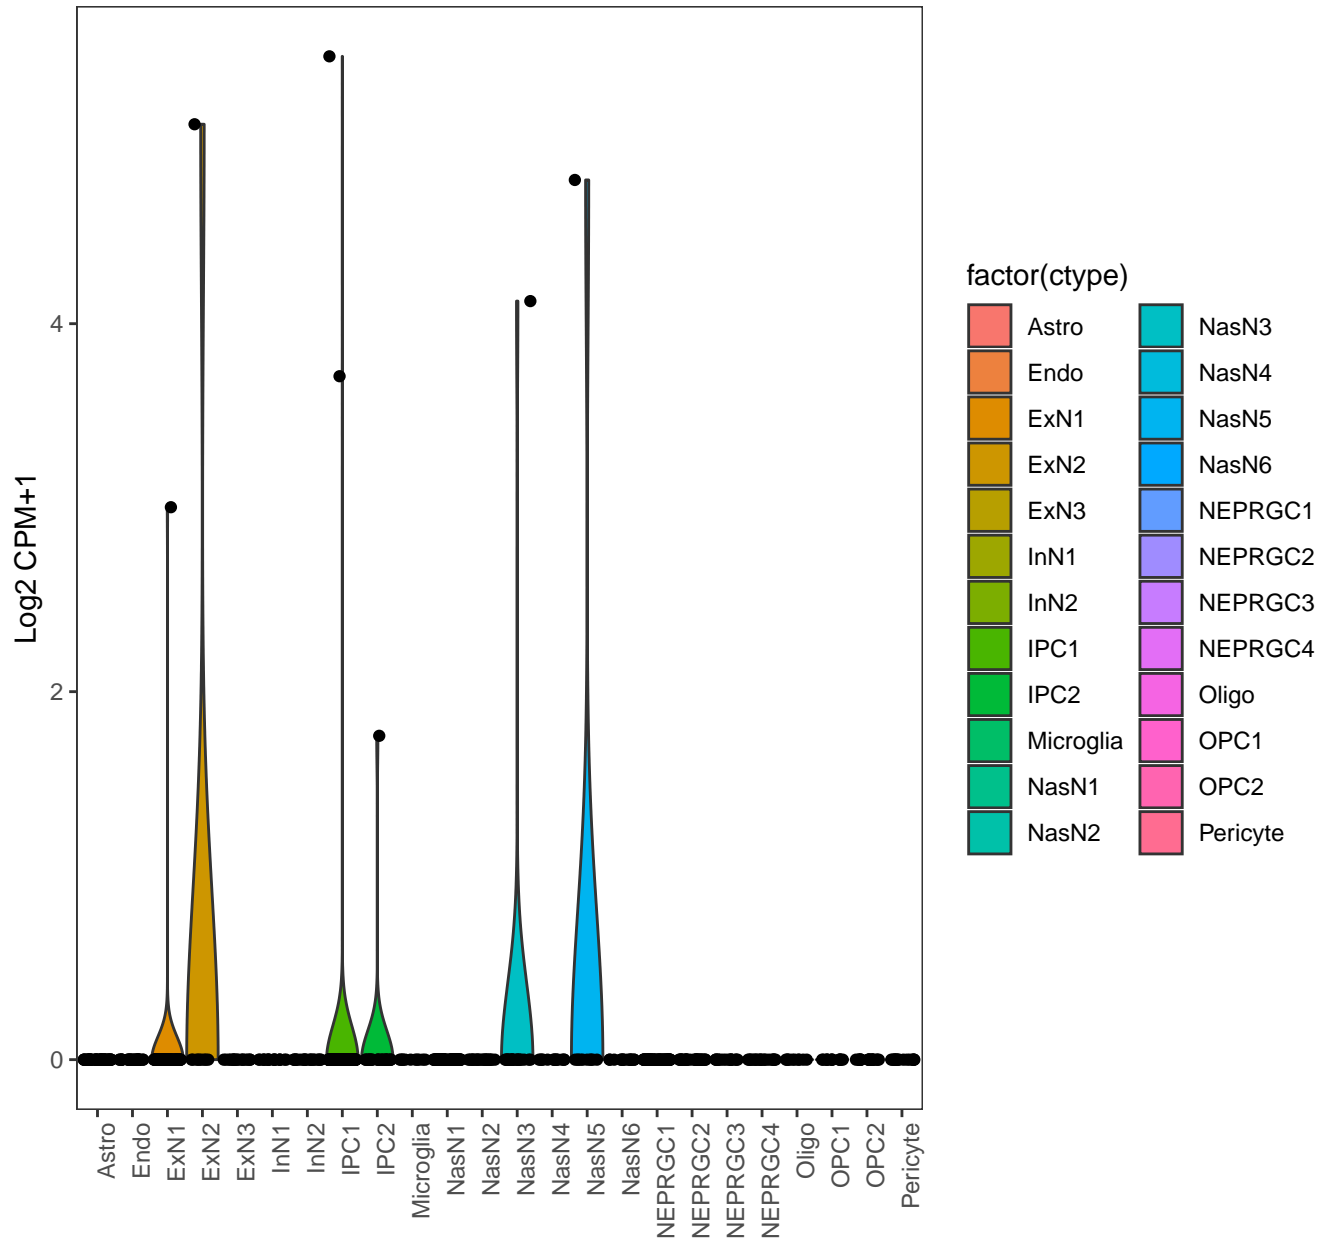 Log2 CPM+1
4
2
0
Astro
Endo
ExN1
ExN2
ExN3
InN1
InN2
IPC1
IPC2
Microglia
NasN1
NasN2
NasN3
NasN4
NasN5
NasN6
NEPRGC1
NEPRGC2
NEPRGC3
NEPRGC4
Oligo
OPC1
OPC2
Pericyte
factor(ctype)
Astro
Endo
ExN1
ExN2
ExN3
InN1
InN2
IPC1
IPC2
Microglia
NasN1
NasN2
NasN3
NasN4
NasN5
NasN6
NEPRGC1
NEPRGC2
NEPRGC3
NEPRGC4
Oligo
OPC1
OPC2
Pericyte